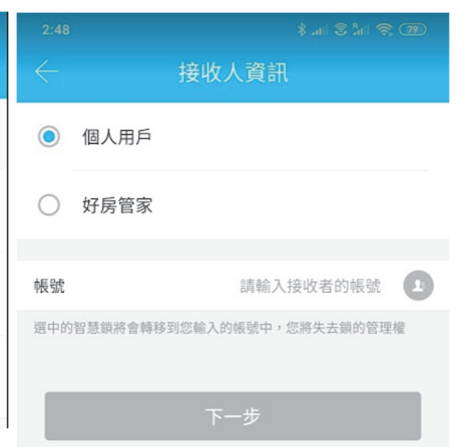 2:48
79
接收人資訊
個人用戶
好房管家
帳號 請輸入接收者的帳號
選中的智慧鎖將會轉移到您輸入的帳號中，您將失去鎖的管理權
下一步